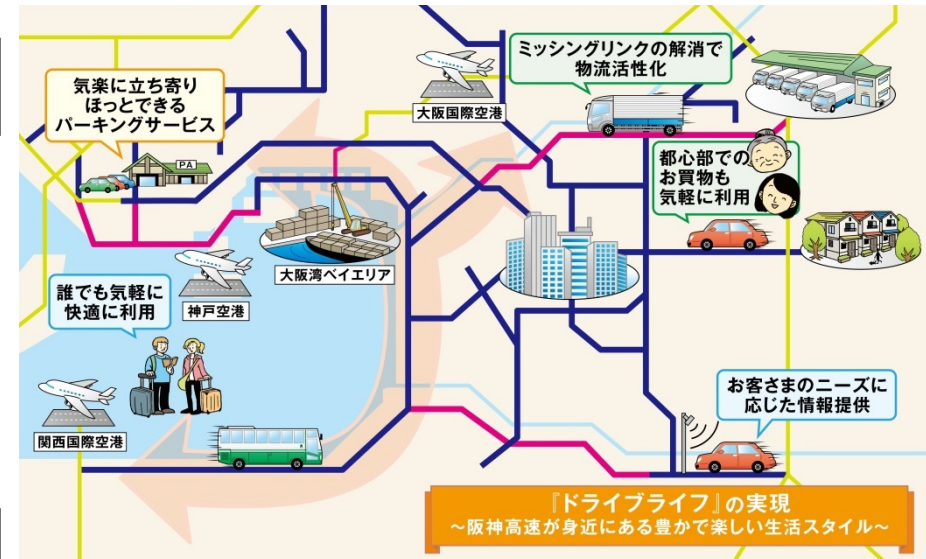 ミッシングリンクの解消で
物流活性化
気楽に立ち寄り
ほっとできる
パーキングサービス
大阪国際空港
PA
都心部での
お買物も
気軽に利用
大阪湾ベイエリア
誰でも気軽に
快適に利用
神戸空港
お客さまのニーズに
応じた情報提供
関西国際空港
『ドライブライフ』の実現
～阪神高速が身近にある豊かで楽しい生活スタイル～